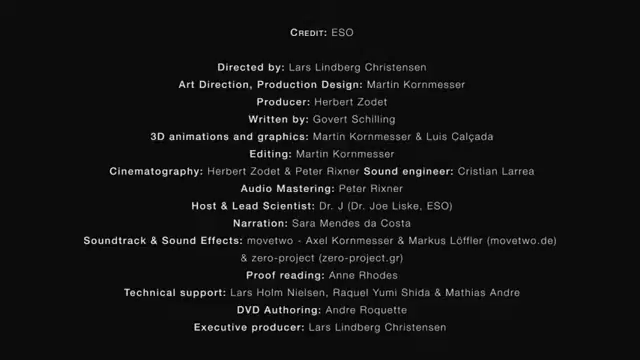 CREDIT: ESO
Directed by: Lars Lindberg Christensen
Art Direction, Production Design: Martin Kornmesser
Producer: Herbert Zodet
Written by: Govert Schilling
3D animations and graphics: Martin Kornmesser & Luis Calçada
Editing: Martin Kornmesser
Cinematography: Herbert Zodet & Peter Rixner Sound engineer: Cristian Larrea
Audio Mastering: Peter Rixner
Host & Lead Scientist: Dr. J (Dr. Joe Liske, ESO)
Narration: Sara Mendes da Costa
Soundtrack & Sound Effects: movetwo - Axel Kornmesser & Markus Löffler (movetwo.de)
& zero-project (zero-project.gr)
Proof reading: Anne Rhodes
Technical support: Lars Holm Nielsen, Raquel Yumi Shida & Mathias Andre
DVD Authoring: Andre Roquette
Executive producer: Lars Lindberg Christensen